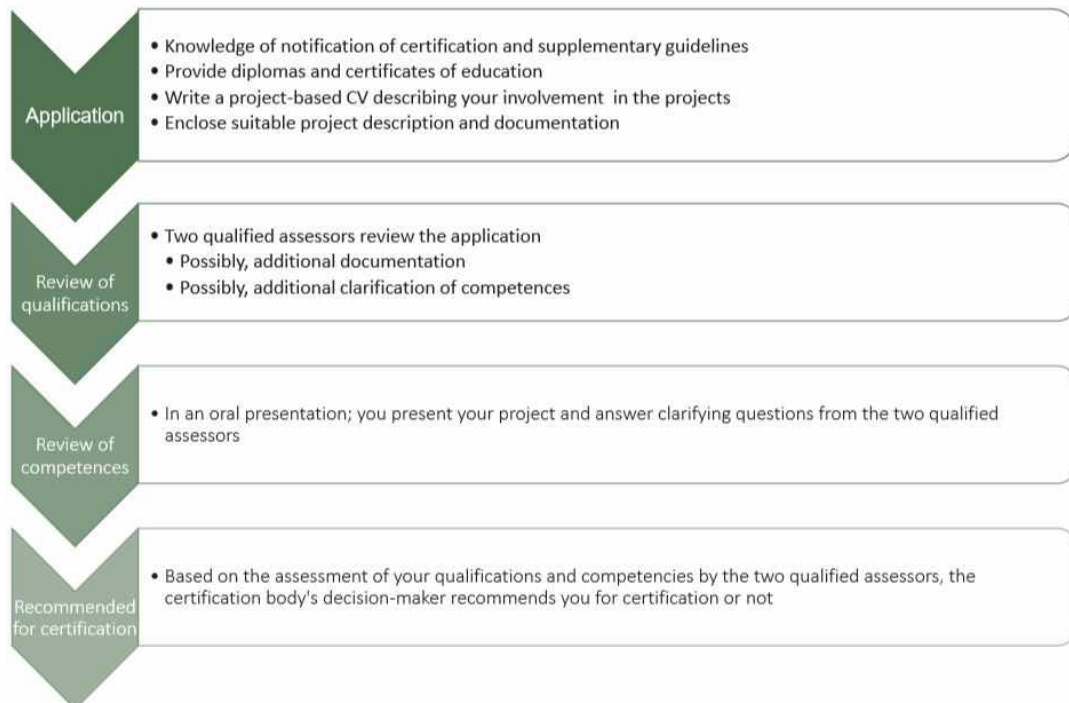 Application
• Knowledge of notification of certification and supplementary guidelines
• Provide diplomas and certificates of education
• Write a project-based CV describing your involvement in the projects
• Enclose suitable project description and documentation
Review of
qualifications
• Two qualified assessors review the application
• Possibly, additional documentation
• Possibly, additional clarification of competences
Review of
competences
• In an oral presentation; you present your project and answer clarifying questions from the two qualified
assessors
Recommended
for certification
• Based on the assessment of your qualifications and competencies by the two qualified assessors, the
certification body's decision-maker recommends you for certification or not